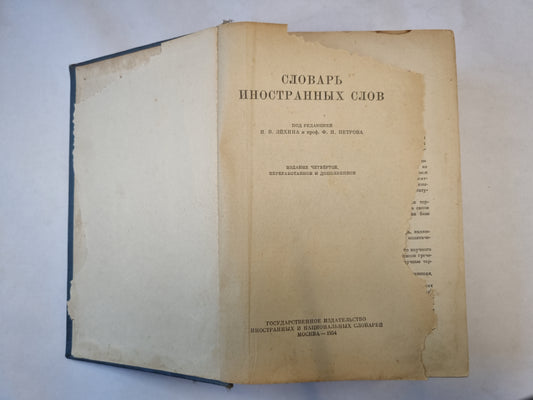 СЛОВАРЬ
ИНОСТРАННЫХ СЛОВ
ПОД РЕДАКЦИЕЙ
И. В. ЛЁХИНА и проф. Ф. Н. ПЕТРОВА
ИЗДАНИЕ ЧЕТВЁРТОЕ,
ПЕРЕРАБОТАННОЕ И ДОПОЛНЕННОЕ
ГОСУДАРСТВЕННОЕ ИЗДАТЕЛЬСТВО
ИНОСТРАННЫХ И НАЦИОНАЛЬНЫХ СЛОВАРЕЙ
МОСКВА — 1954